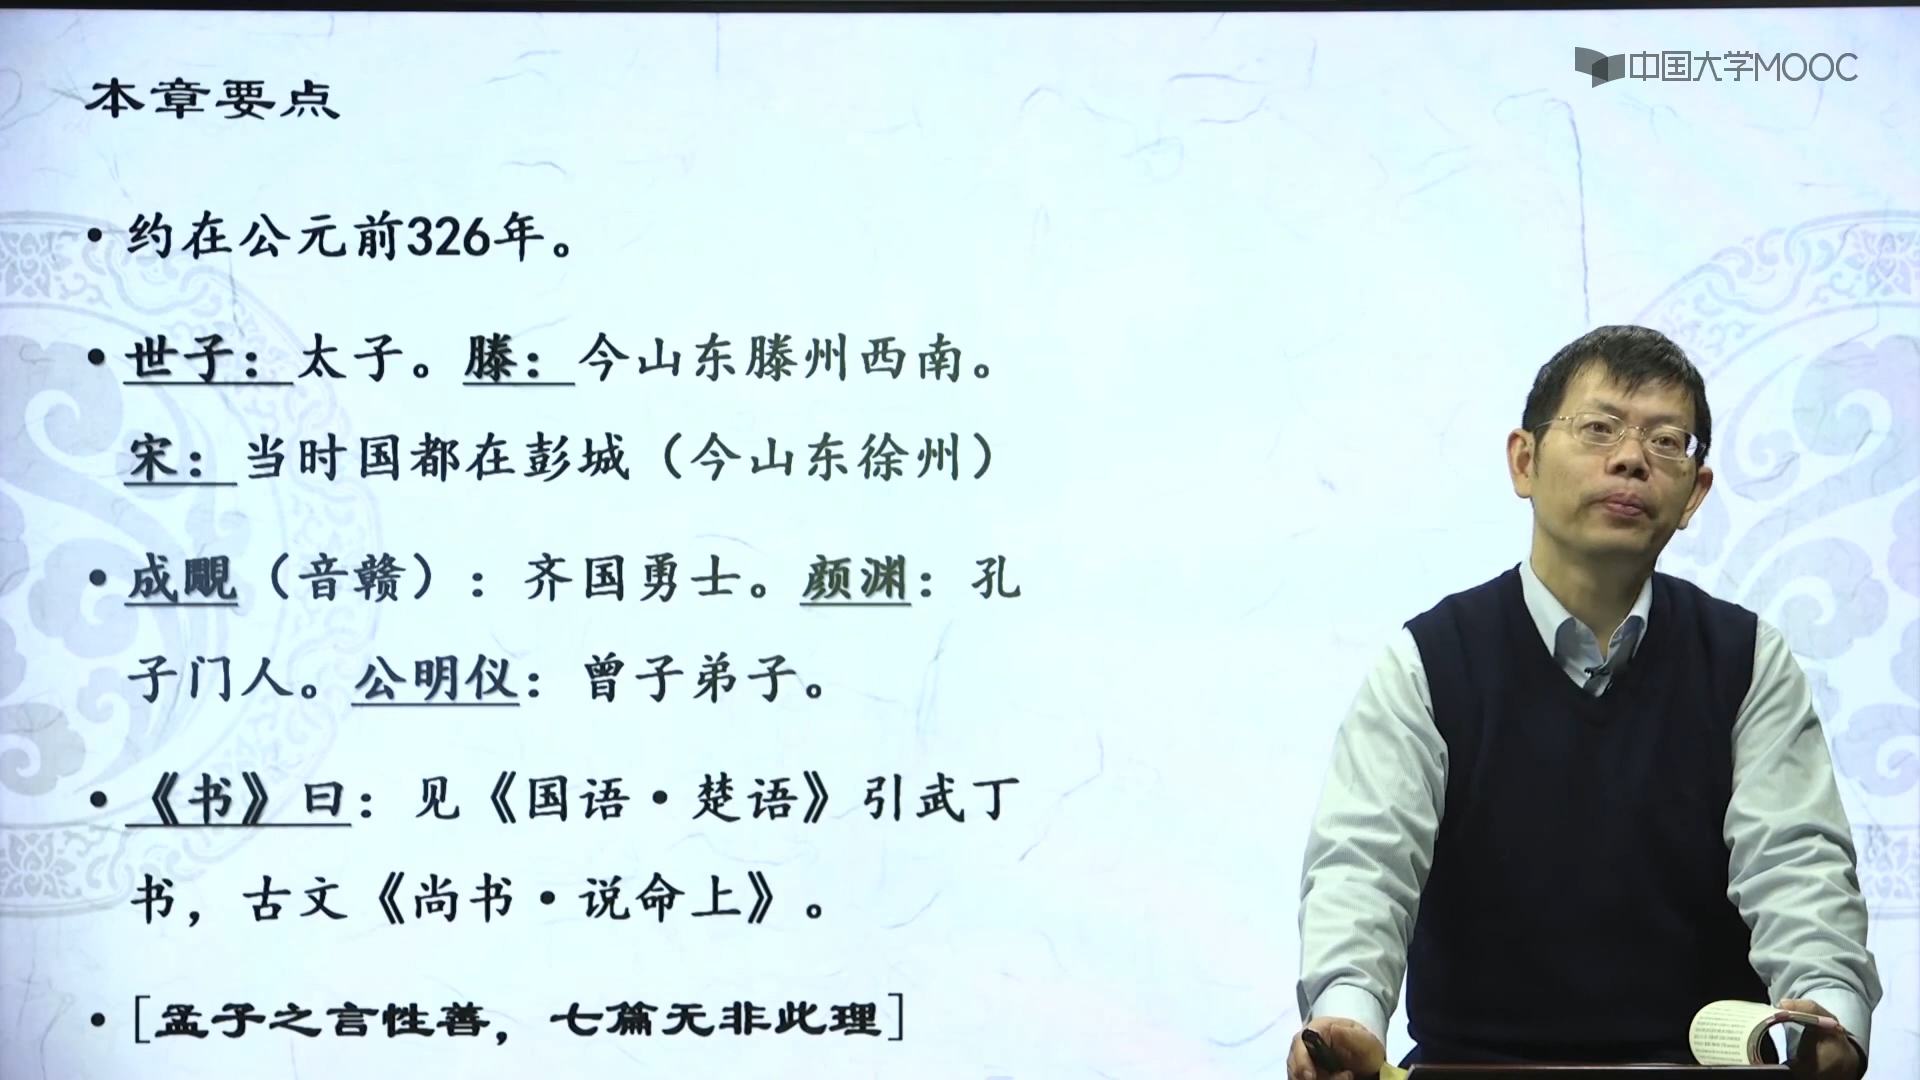 中国大学MOOC
本章要点
• 约在公元前326年。
• 世子：太子。滕：今山东滕州西南。
宋：当时国都在彭城（今山东徐州）
• 成覵（音赣）：齐国勇士。颜渊：孔
子门人。公明仪：曾子弟子。
• 《书》曰：见《国语·楚语》引武丁
书，古文《尚书·说命上》。
• [孟子之言性善，七篇无非此理]